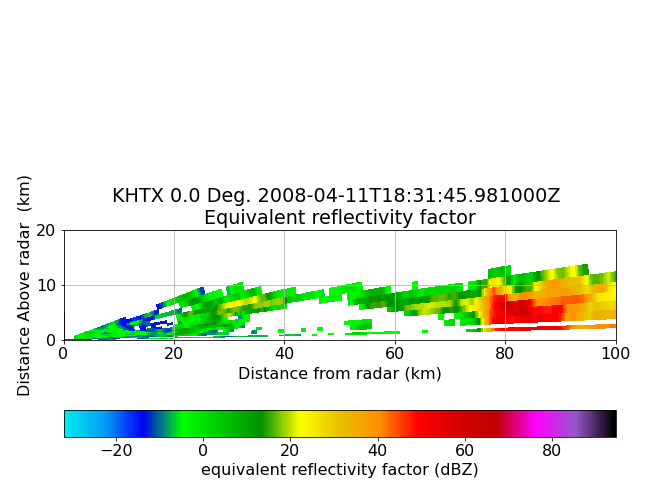 KHTX 0.0 Deg. 2008-04-11T18:31:45.981000Z
Equivalent reflectivity factor
Distance Above radar  (km)
20
10
0
0 20 40 60 80 100
Distance from radar (km)
−20 0 20 40 60 80
equivalent reflectivity factor (dBZ)